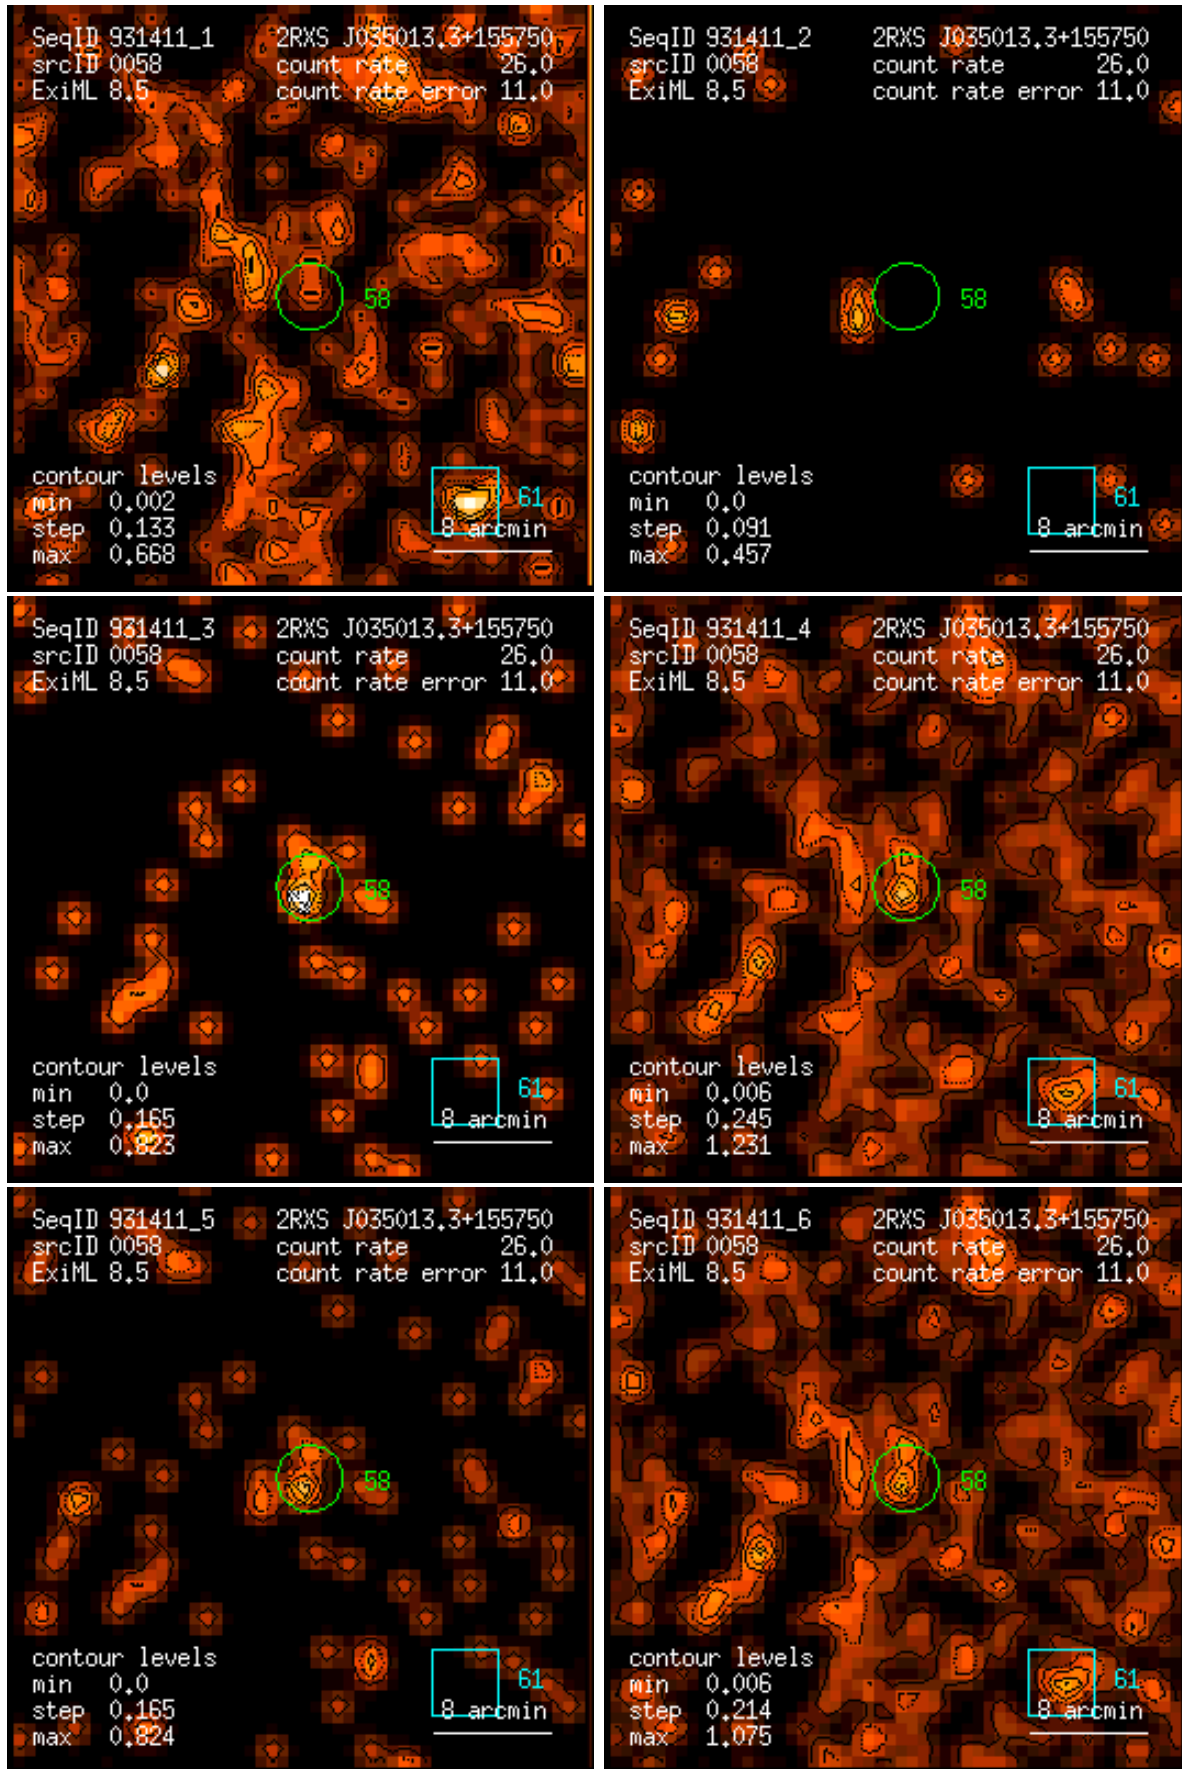 SeqID 931411_1 2RXS J035013.3+155750
srcID 0058 count rate 26.0
ExiML 8.5 count rate error 11.0
58
contour levels
min 0.002 61
step 0.133 8 arcmin
max 0.668
SeqID 931411_2 2RXS J035013.3+155750
srcID 0058 count rate 26.0
ExiML 8.5 count rate error 11.0
58
contour levels
min 0.0 61
step 0.091 8 arcmin
max 0.457
SeqID 931411_3 2RXS J035013.3+155750
srcID 0058 count rate 26.0
ExiML 8.5 count rate error 11.0
58
contour levels
min 0.0 61
step 0.165 8 arcmin
max 0.823
SeqID 931411_4 2RXS J035013.3+155750
srcID 0058 count rate 26.0
ExiML 8.5 count rate error 11.0
58
contour levels
min 0.006 61
step 0.245 8 arcmin
max 1.231
SeqID 931411_5 2RXS J035013.3+155750
srcID 0058 count rate 26.0
ExiML 8.5 count rate error 11.0
58
contour levels
min 0.0 61
step 0.165 8 arcmin
max 0.824
SeqID 931411_6 2RXS J035013.3+155750
srcID 0058 count rate 26.0
ExiML 8.5 count rate error 11.0
58
contour levels
min 0.006 61
step 0.214 8 arcmin
max 1.075